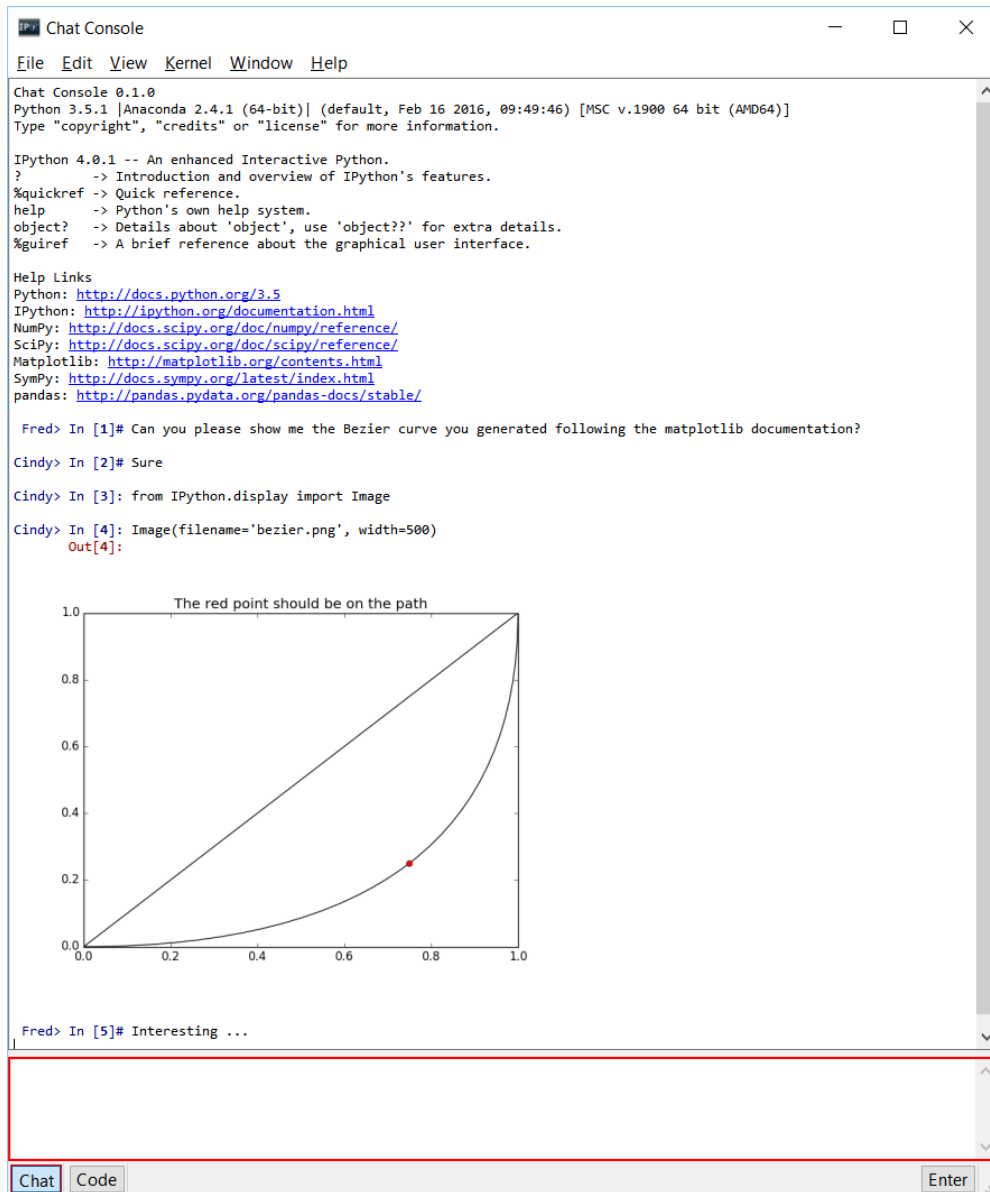 IP[y] Chat Console
File Edit View Kernel Window Help
Chat Console 0.1.0
Python 3.5.1 |Anaconda 2.4.1 (64-bit)| (default, Feb 16 2016, 09:49:46) [MSC v.1900 64 bit (AMD64)]
Type "copyright", "credits" or "license" for more information.
IPython 4.0.1 -- An enhanced Interactive Python.
?         -> Introduction and overview of IPython's features.
%quickref -> Quick reference.
help      -> Python's own help system.
object?   -> Details about 'object', use 'object??' for extra details.
%guiref   -> A brief reference about the graphical user interface.
Help Links
Python: http://docs.python.org/3.5
IPython: http://ipython.org/documentation.html
NumPy: http://docs.scipy.org/doc/numpy/reference/
SciPy: http://docs.scipy.org/doc/scipy/reference/
Matplotlib: http://matplotlib.org/contents.html
SymPy: http://docs.sympy.org/latest/index.html
pandas: http://pandas.pydata.org/pandas-docs/stable/
Fred> In [1]# Can you please show me the Bezier curve you generated following the matplotlib documentation?
Cindy> In [2]# Sure
Cindy> In [3]: from IPython.display import Image
Cindy> In [4]: Image(filename='bezier.png', width=500)
Out[4]:
The red point should be on the path
1.0
0.8
0.6
0.4
0.2
0.0
0.0 0.2 0.4 0.6 0.8 1.0
Fred> In [5]# Interesting ...
Chat Code Enter